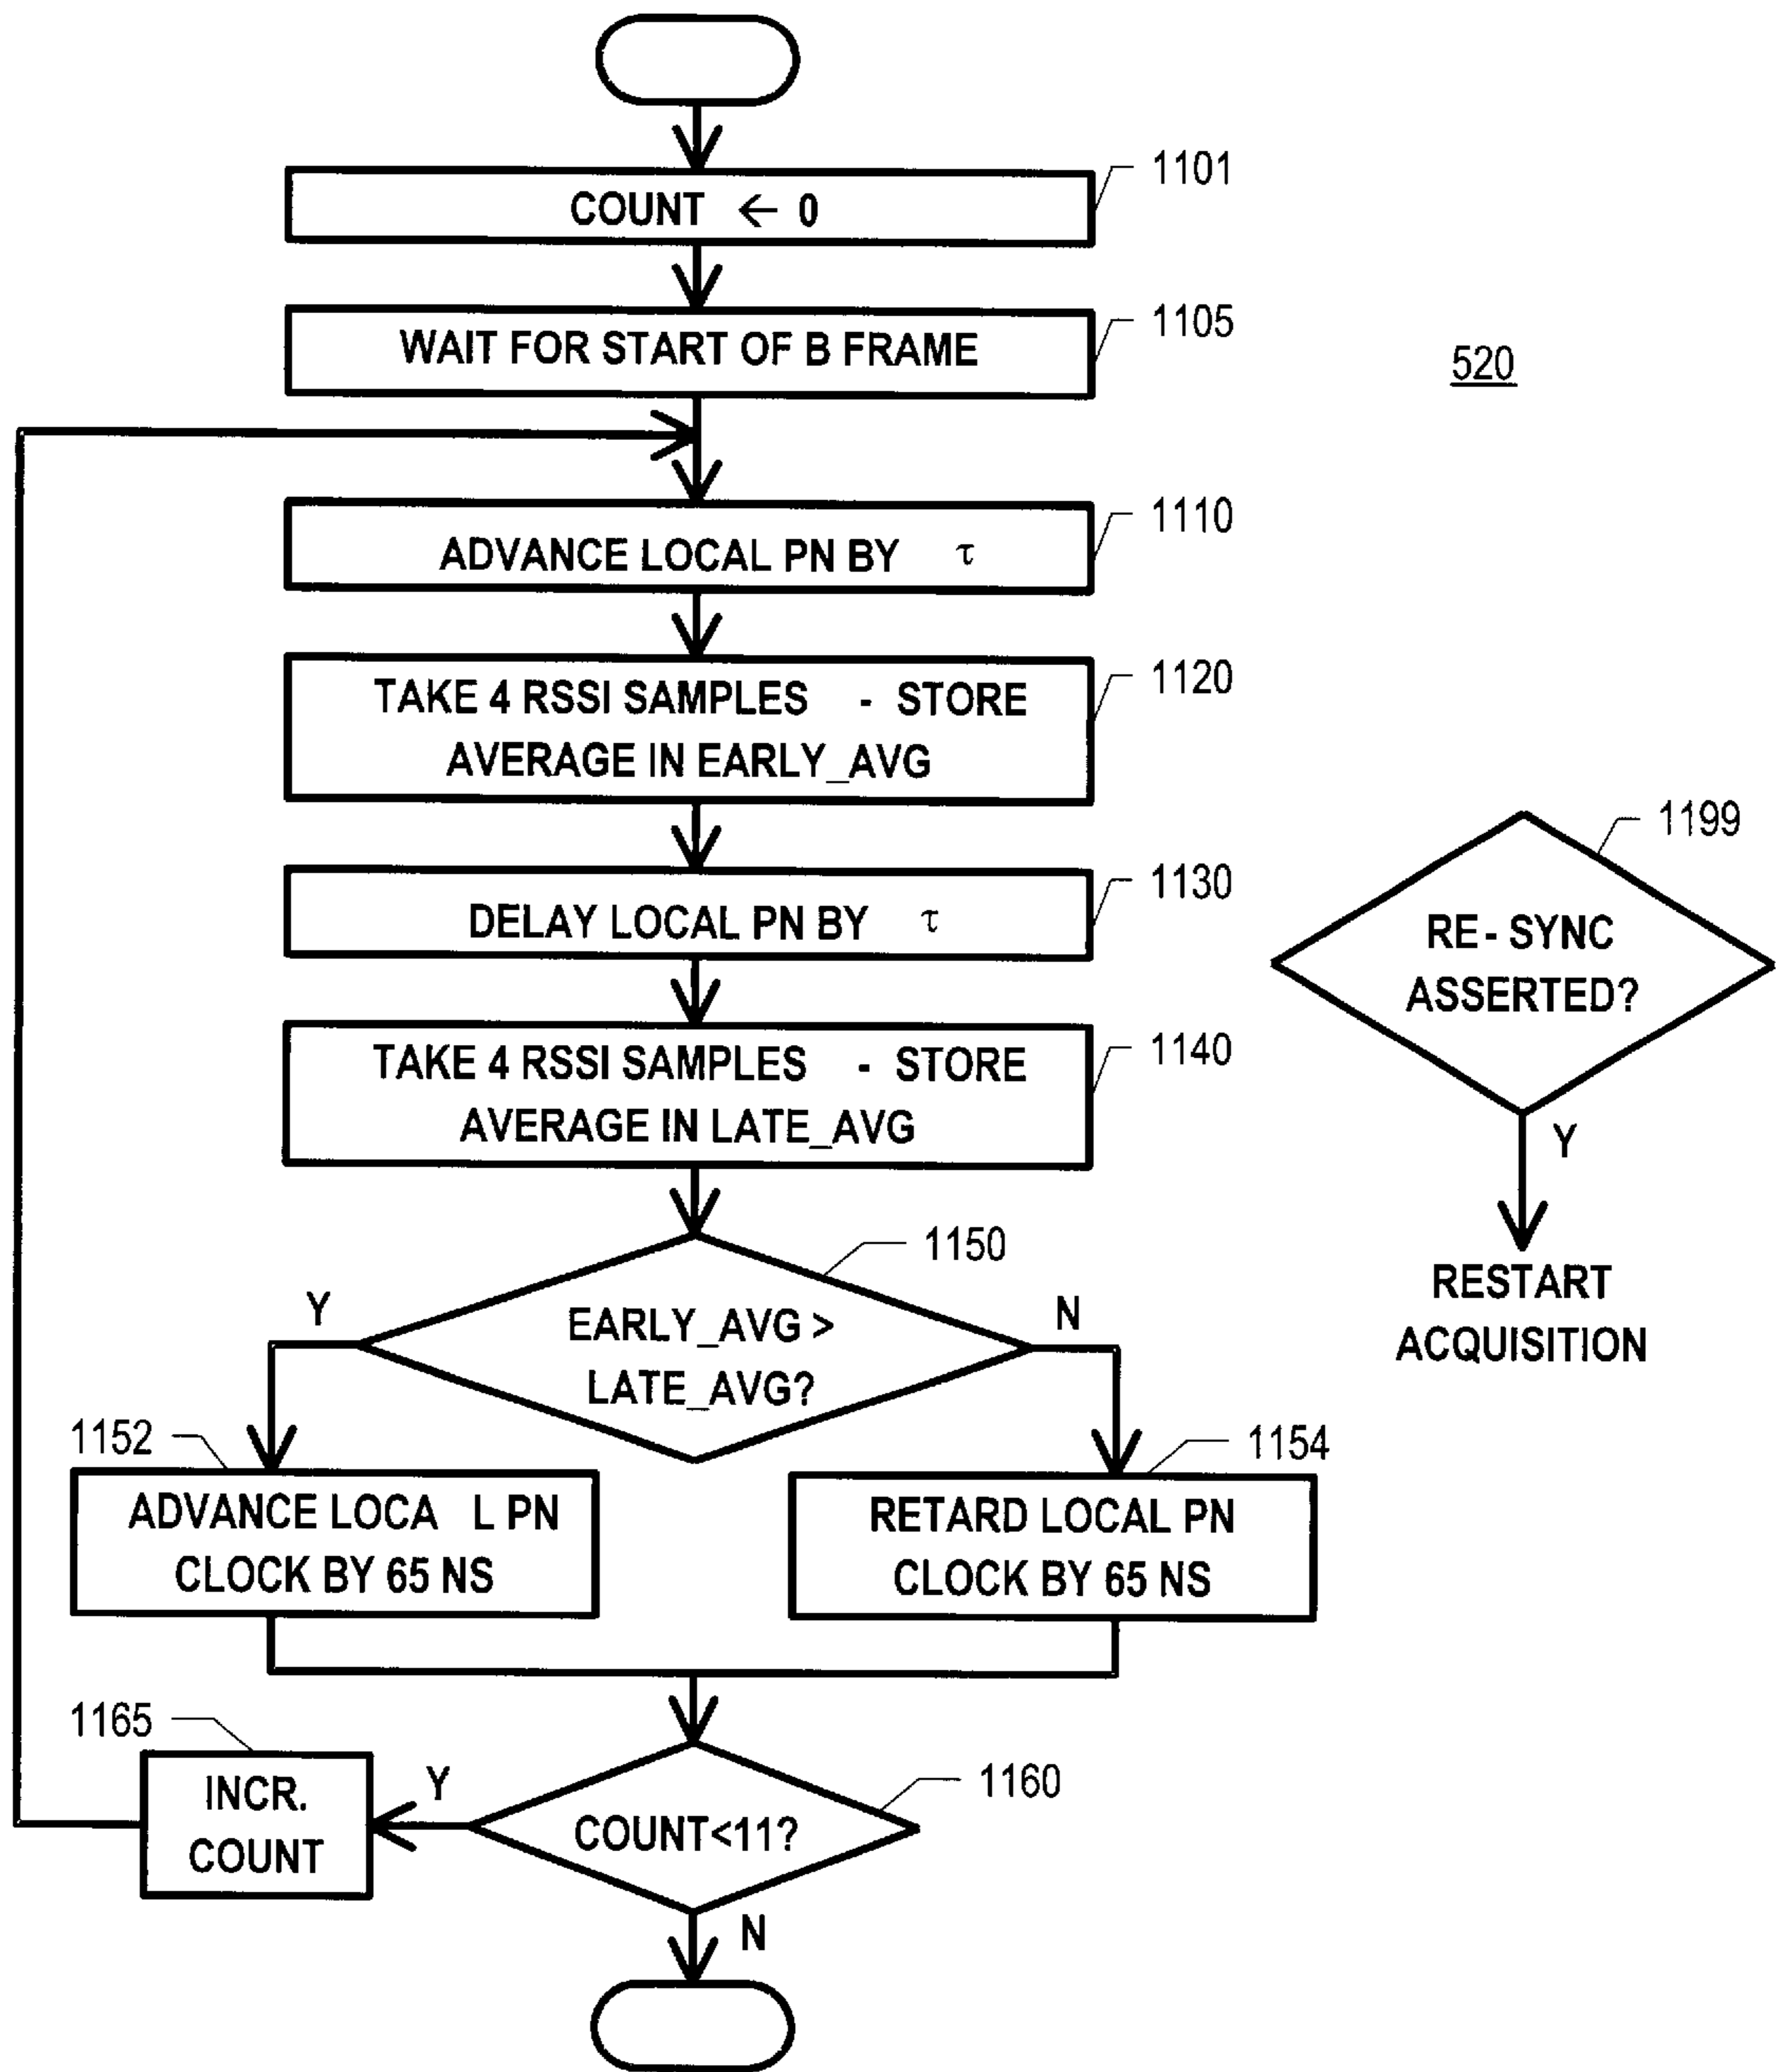 1101
COUNT ← 0
1105
WAIT FOR START OF B FRAME
520
1110
ADVANCE LOCAL PN BY τ
1120
TAKE 4 RSSI SAMPLES - STORE
AVERAGE IN EARLY_AVG
1199
RE-SYNC
ASSERTED?
Y
RESTART
ACQUISITION
1130
DELAY LOCAL PN BY τ
1140
TAKE 4 RSSI SAMPLES - STORE
AVERAGE IN LATE_AVG
1150
EARLY_AVG >
LATE_AVG?
Y
N
1152
ADVANCE LOCA L PN
CLOCK BY 65 NS
1154
RETARD LOCAL PN
CLOCK BY 65 NS
1165
INCR.
COUNT
Y
1160
COUNT<11?
N